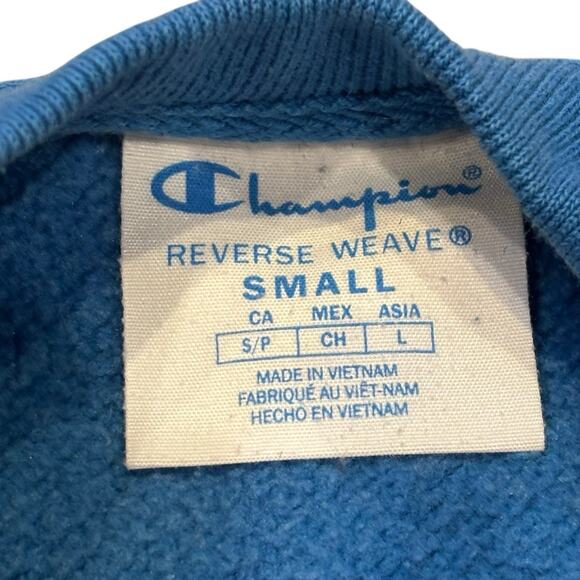 Champion®
REVERSE WEAVE®
SMALL
CA MEX ASIA
S/P CH L
MADE IN VIETNAM
FABRIQUÉ AU VIÊT-NAM
HECHO EN VIETNAM